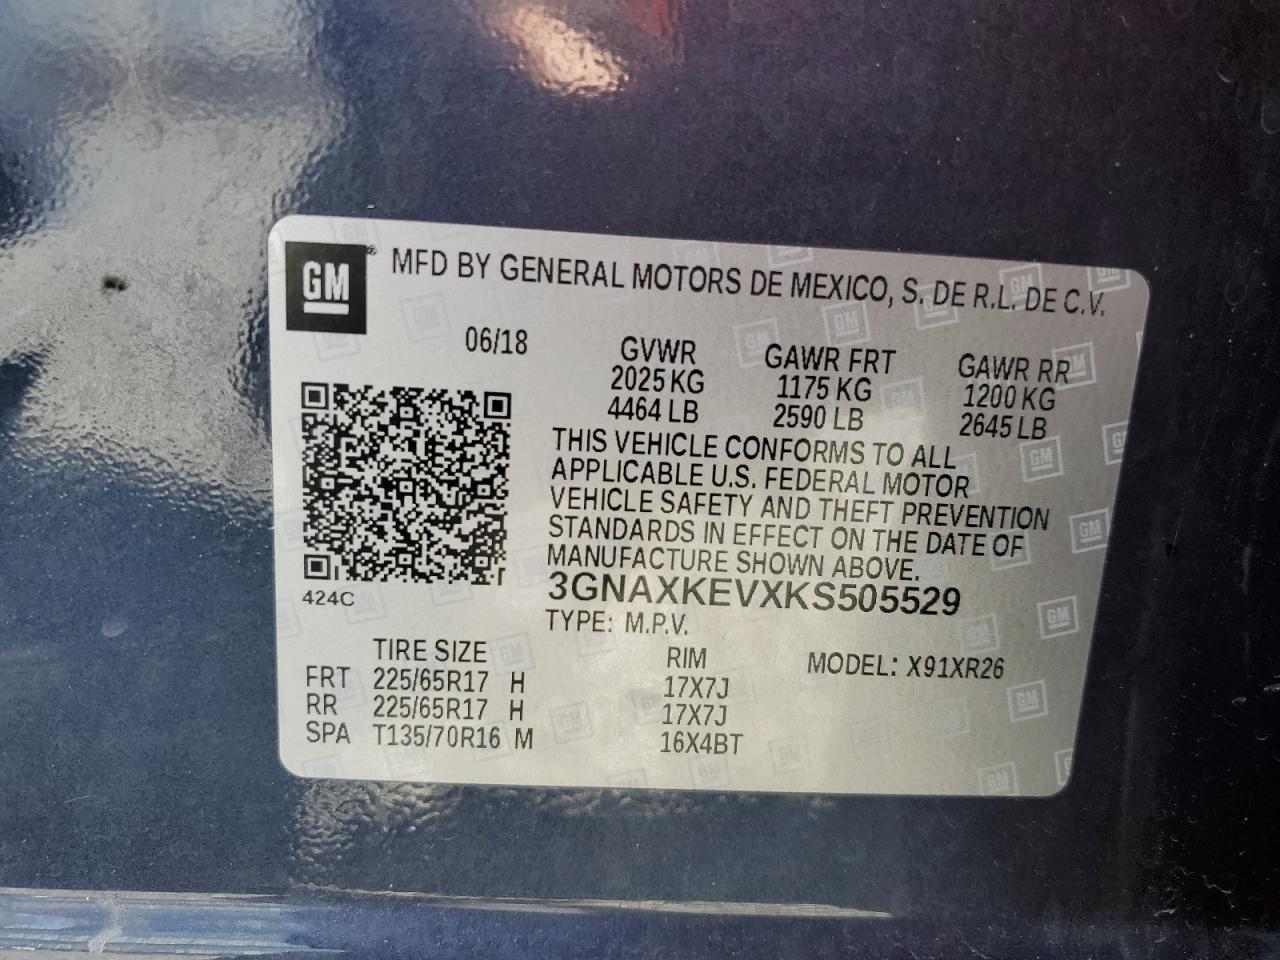 GM® MFD BY GENERAL MOTORS DE MEXICO, S. DE R.L. DE C.V.
06/18
GVWR GAWR FRT GAWR RR
2025 KG 1175 KG 1200 KG
4464 LB 2590 LB 2645 LB
THIS VEHICLE CONFORMS TO ALL
APPLICABLE U.S. FEDERAL MOTOR
VEHICLE SAFETY AND THEFT PREVENTION
STANDARDS IN EFFECT ON THE DATE OF
MANUFACTURE SHOWN ABOVE.
3GNAXKEVXKS505529
424C
TYPE: M.P.V.
TIRE SIZE RIM MODEL: X91XR26
FRT 225/65R17 H 17X7J
RR 225/65R17 H 17X7J
SPA T135/70R16 M 16X4BT